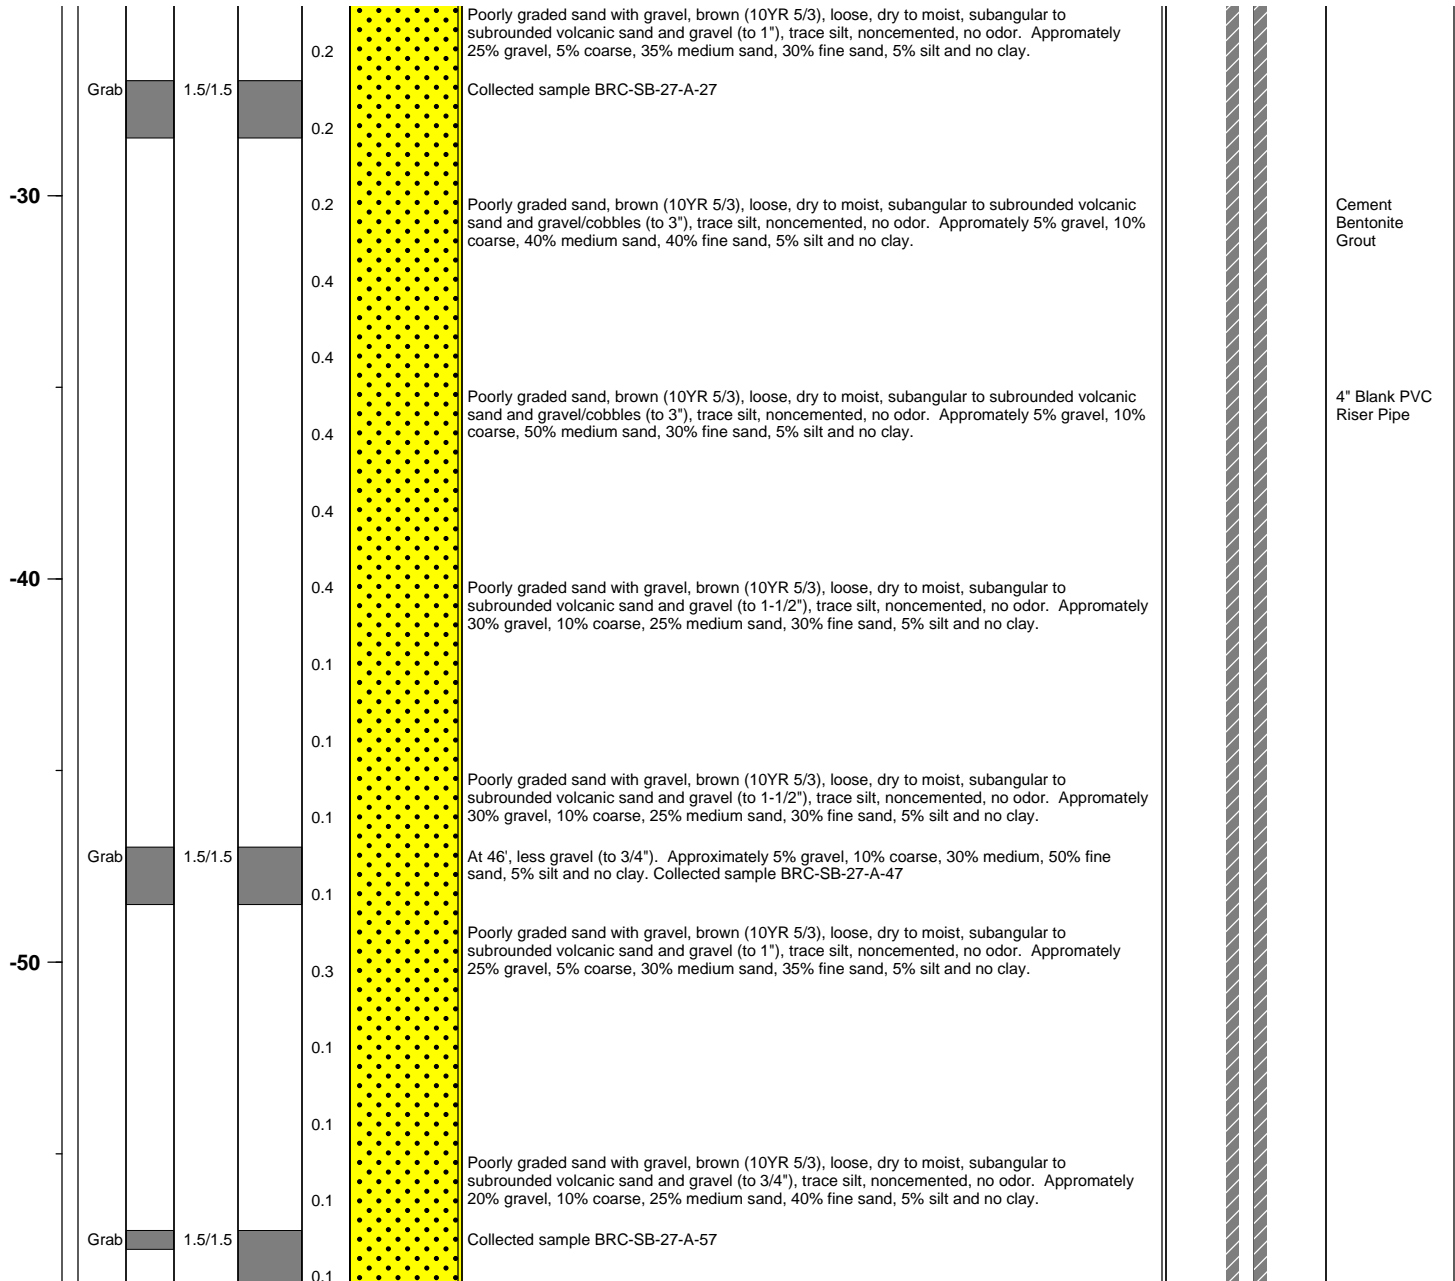 Poorly graded sand with gravel, brown (10YR 5/3), loose, dry to moist, subangular to
subrounded volcanic sand and gravel (to 1"), trace silt, noncemented, no odor. Appromately
0.2 25% gravel, 5% coarse, 35% medium sand, 30% fine sand, 5% silt and no clay.
Grab 1.5/1.5 Collected sample BRC-SB-27-A-27
0.2
-30
0.2 Poorly graded sand, brown (10YR 5/3), loose, dry to moist, subangular to subrounded volcanic Cement
sand and gravel/cobbles (to 3"), trace silt, noncemented, no odor. Appromately 5% gravel, 10% Bentonite
coarse, 40% medium sand, 40% fine sand, 5% silt and no clay. Grout
0.4
0.4
Poorly graded sand, brown (10YR 5/3), loose, dry to moist, subangular to subrounded volcanic 4" Blank PVC
sand and gravel/cobbles (to 3"), trace silt, noncemented, no odor. Appromately 5% gravel, 10% Riser Pipe
0.4 coarse, 50% medium sand, 30% fine sand, 5% silt and no clay.
0.4
-40
0.4 Poorly graded sand with gravel, brown (10YR 5/3), loose, dry to moist, subangular to
subrounded volcanic sand and gravel (to 1-1/2"), trace silt, noncemented, no odor. Appromately
30% gravel, 10% coarse, 25% medium sand, 30% fine sand, 5% silt and no clay.
0.1
0.1
Poorly graded sand with gravel, brown (10YR 5/3), loose, dry to moist, subangular to
subrounded volcanic sand and gravel (to 1-1/2"), trace silt, noncemented, no odor. Appromately
0.1 30% gravel, 10% coarse, 25% medium sand, 30% fine sand, 5% silt and no clay.
Grab 1.5/1.5 At 46', less gravel (to 3/4"). Approximately 5% gravel, 10% coarse, 30% medium, 50% fine
sand, 5% silt and no clay. Collected sample BRC-SB-27-A-47
0.1
Poorly graded sand with gravel, brown (10YR 5/3), loose, dry to moist, subangular to
subrounded volcanic sand and gravel (to 1"), trace silt, noncemented, no odor. Appromately
-50
0.3 25% gravel, 5% coarse, 30% medium sand, 35% fine sand, 5% silt and no clay.
0.1
0.1
Poorly graded sand with gravel, brown (10YR 5/3), loose, dry to moist, subangular to
subrounded volcanic sand and gravel (to 3/4"), trace silt, noncemented, no odor. Appromately
0.1 20% gravel, 10% coarse, 25% medium sand, 40% fine sand, 5% silt and no clay.
Grab 1.5/1.5 Collected sample BRC-SB-27-A-57
0.1